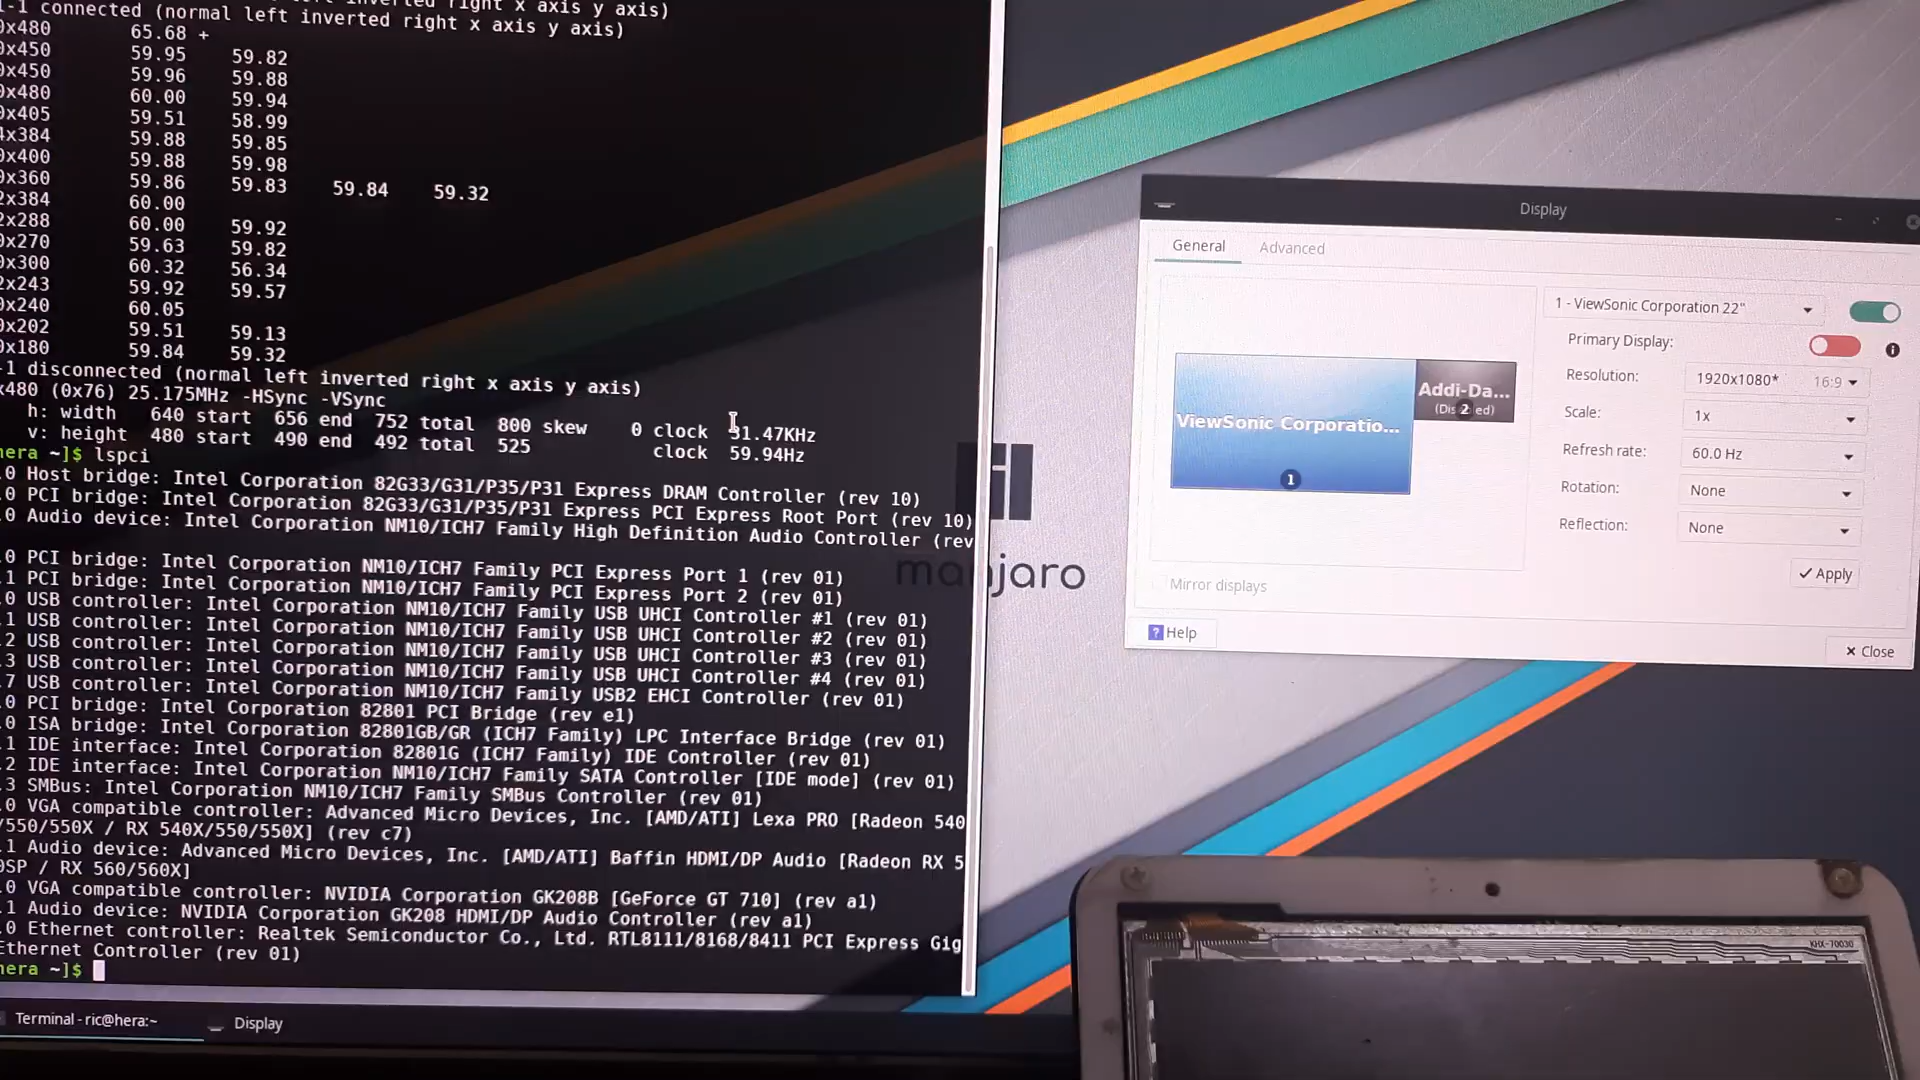 1-1 connected (normal left inverted right x axis y axis)
0x480 65.68 +
0x450 59.95 59.82
0x450 59.96 59.88
0x480 60.00 59.94
0x405 59.51 58.99
4x384 59.88 59.85
0x400 59.88 59.98
0x360 59.86 59.83 59.84 59.32
2x384 60.00
2x288 60.00 59.92
0x270 59.63 59.82
0x300 60.32 56.34
2x243 59.92 59.57
0x240 60.05
0x202 59.51 59.13
0x180 59.84 59.32
-1 disconnected (normal left inverted right x axis y axis)
x480 (0x76) 25.175MHz -HSync -VSync
h: width 640 start 656 end 752 total 800 skew 0 clock 31.47KHz
v: height 480 start 490 end 492 total 525 clock 59.94Hz
hera ~]$ lspci
.0 Host bridge: Intel Corporation 82G33/G31/P35/P31 Express DRAM Controller (rev 10)
.0 PCI bridge: Intel Corporation 82G33/G31/P35/P31 Express PCI Express Root Port (rev 10)
.0 Audio device: Intel Corporation NM10/ICH7 Family High Definition Audio Controller (rev
.0 PCI bridge: Intel Corporation NM10/ICH7 Family PCI Express Port 1 (rev 01)
.1 PCI bridge: Intel Corporation NM10/ICH7 Family PCI Express Port 2 (rev 01)
.0 USB controller: Intel Corporation NM10/ICH7 Family USB UHCI Controller #1 (rev 01)
.1 USB controller: Intel Corporation NM10/ICH7 Family USB UHCI Controller #2 (rev 01)
.2 USB controller: Intel Corporation NM10/ICH7 Family USB UHCI Controller #3 (rev 01)
.3 USB controller: Intel Corporation NM10/ICH7 Family USB UHCI Controller #4 (rev 01)
.7 USB controller: Intel Corporation NM10/ICH7 Family USB2 EHCI Controller (rev 01)
.0 PCI bridge: Intel Corporation 82801 PCI Bridge (rev e1)
.0 ISA bridge: Intel Corporation 82801GB/GR (ICH7 Family) LPC Interface Bridge (rev 01)
.1 IDE interface: Intel Corporation 82801G (ICH7 Family) IDE Controller (rev 01)
.2 IDE interface: Intel Corporation NM10/ICH7 Family SATA Controller [IDE mode] (rev 01)
.3 SMBus: Intel Corporation NM10/ICH7 Family SMBus Controller (rev 01)
.0 VGA compatible controller: Advanced Micro Devices, Inc. [AMD/ATI] Lexa PRO [Radeon 540
/550/550X / RX 540X/550/550X] (rev c7)
.1 Audio device: Advanced Micro Devices, Inc. [AMD/ATI] Baffin HDMI/DP Audio [Radeon RX 5
0SP / RX 560/560X]
.0 VGA compatible controller: NVIDIA Corporation GK208B [GeForce GT 710] (rev a1)
.1 Audio device: NVIDIA Corporation GK208 HDMI/DP Audio Controller (rev a1)
.0 Ethernet controller: Realtek Semiconductor Co., Ltd. RTL8111/8168/8411 PCI Express Gig
Ethernet Controller (rev 01)
hera ~]$
Terminal - ric@hera:~
Display
manjaro
Display
General Advanced
ViewSonic Corporatio...
1
Addi-Da...
2
1 - ViewSonic Corporation 22"
Primary Display:
Resolution: 1920x1080* 16:9
Scale: 1x
Refresh rate: 60.0 Hz
Rotation: None
Reflection: None
Apply
Mirror displays
Help
Close
KHX-7003G